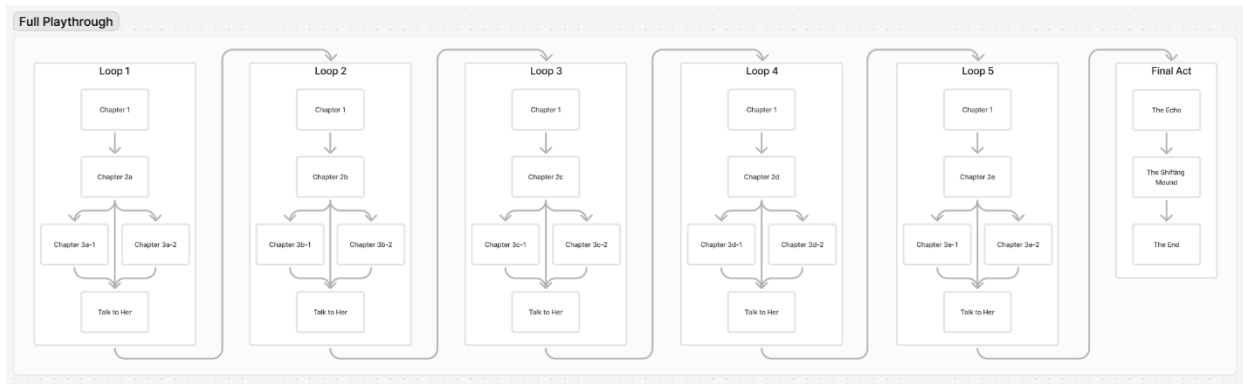 Full Playthrough
Loop 1
Chapter 1
Chapter 2a
Chapter 3a-1
Chapter 3a-2
Talk to Her
Loop 2
Chapter 1
Chapter 2b
Chapter 3b-1
Chapter 3b-2
Talk to Her
Loop 3
Chapter 1
Chapter 2c
Chapter 3c-1
Chapter 3c-2
Talk to Her
Loop 4
Chapter 1
Chapter 2d
Chapter 3d-1
Chapter 3d-2
Talk to Her
Loop 5
Chapter 1
Chapter 2e
Chapter 3e-1
Chapter 3e-2
Talk to Her
Final Act
The Echo
The Shifting
Mound
The End